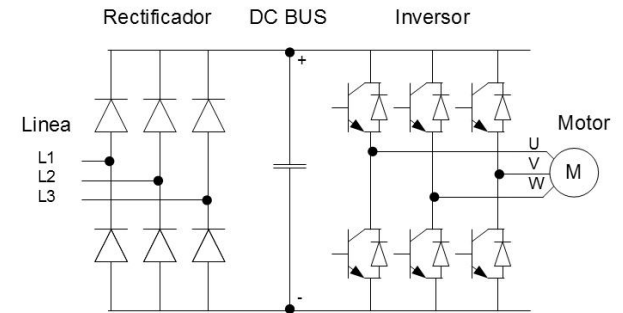 Rectificador DC BUS Inversor
+
Linea
L1
L2
L3
Motor
U
V
W
M
-